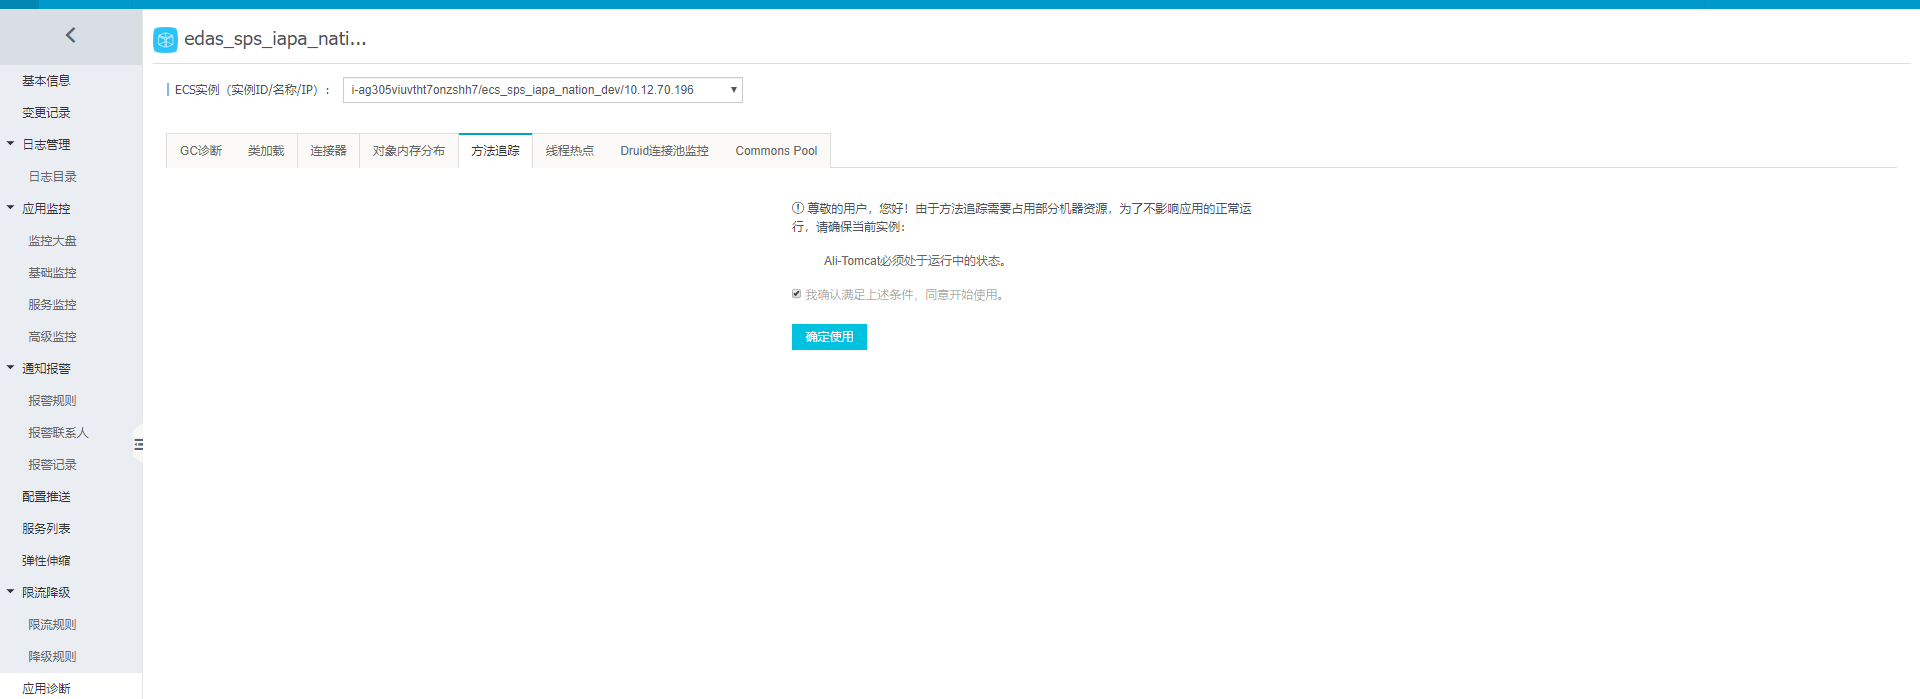 edas_sps_iapa_nati...
ECS实例（实例ID/名称/IP）：
i-ag305viuvtht7onzshh7/ecs_sps_iapa_nation_dev/10.12.70.196
GC诊断
类加载
连接器
对象内存分布
方法追踪
线程热点
Druid连接池监控
Commons Pool
尊敬的用户，您好！由于方法追踪需要占用部分机器资源，为了不影响应用的正常运
行，请确保当前实例：
Ali-Tomcat必须处于运行中的状态。
我确认满足上述条件，同意开始使用。
确定使用
基本信息
变更记录
日志管理
日志目录
应用监控
监控大盘
基础监控
服务监控
高级监控
通知报警
报警规则
报警联系人
报警记录
配置推送
服务列表
弹性伸缩
限流降级
限流规则
降级规则
应用诊断